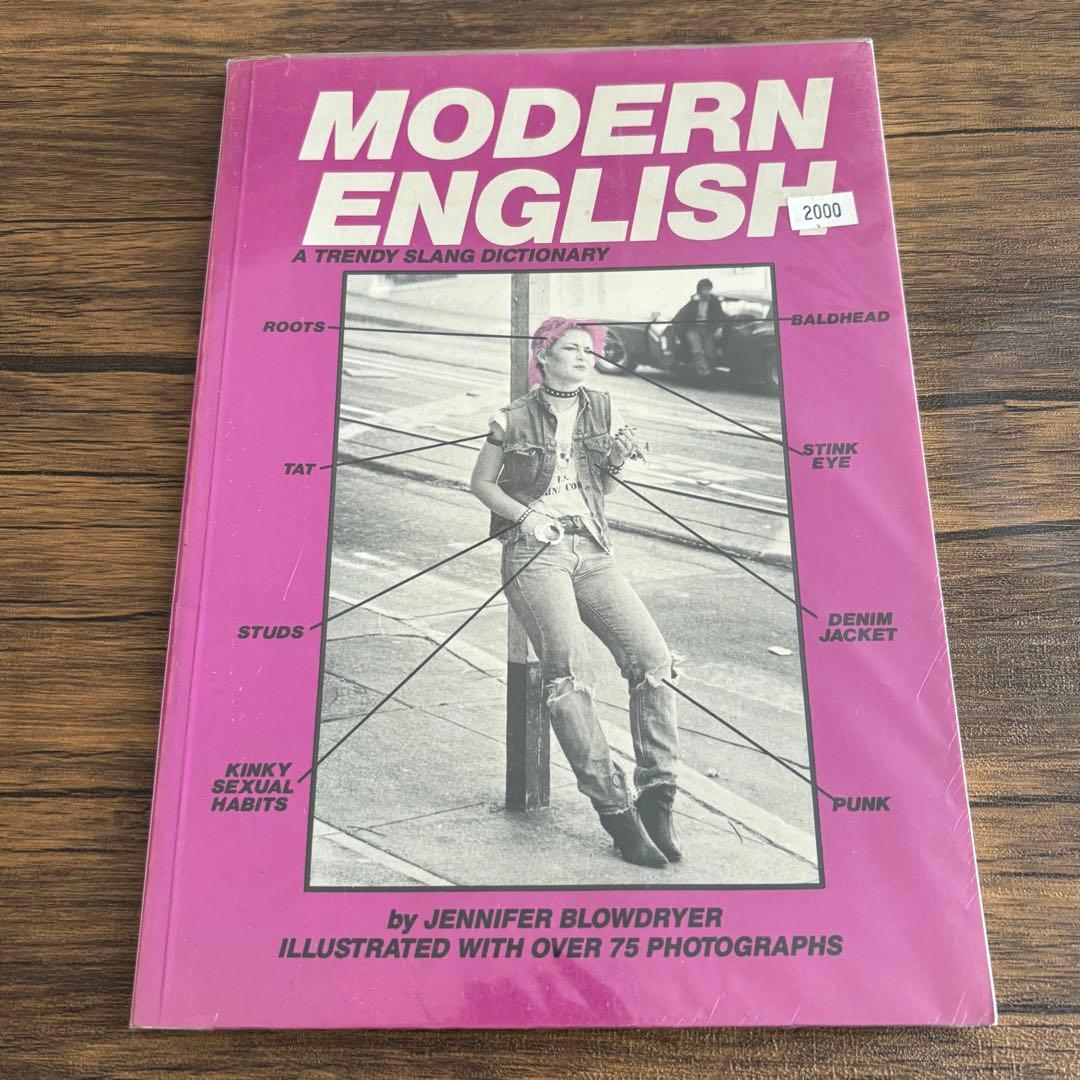 MODERN
ENGLISH
2000
A TRENDY SLANG DICTIONARY
ROOTS
BALDHEAD
STINK
EYE
TAT
STUDS
DENIM
JACKET
KINKY
SEXUAL
HABITS
PUNK
by JENNIFER BLOWDRYER
ILLUSTRATED WITH OVER 75 PHOTOGRAPHS